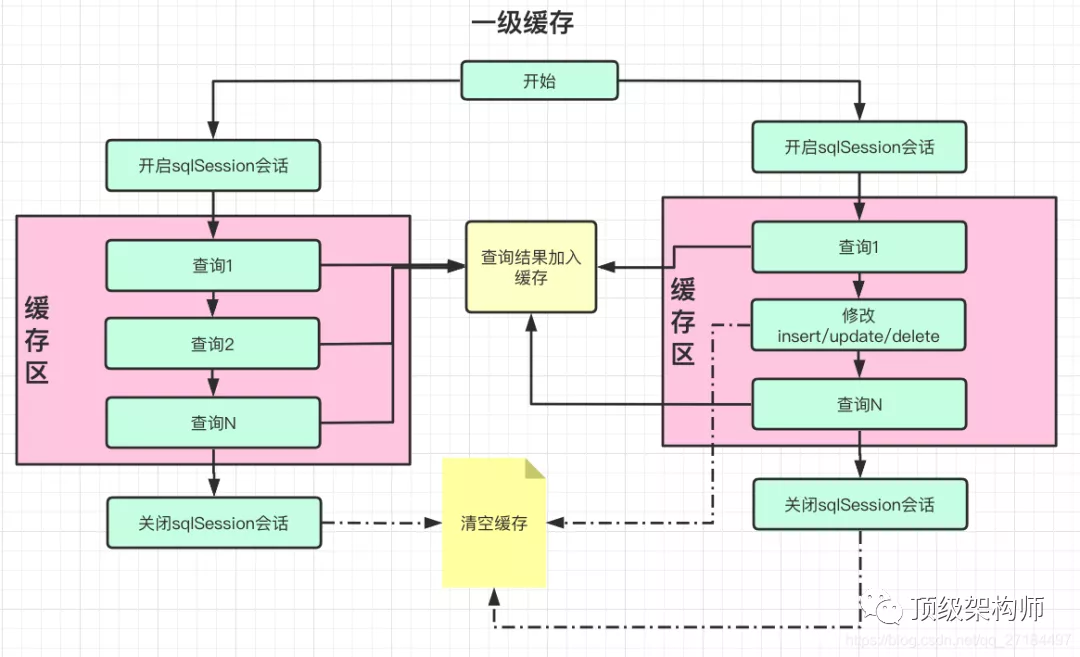 一级缓存
开始
开启sqlSession会话
缓存区
查询1
查询2
查询N
关闭sqlSession会话
查询结果加入
缓存
清空缓存
开启sqlSession会话
缓存区
查询1
修改
insert/update/delete
查询N
关闭sqlSession会话
顶级架构师
https://blog.csdn.net/qq_27184497